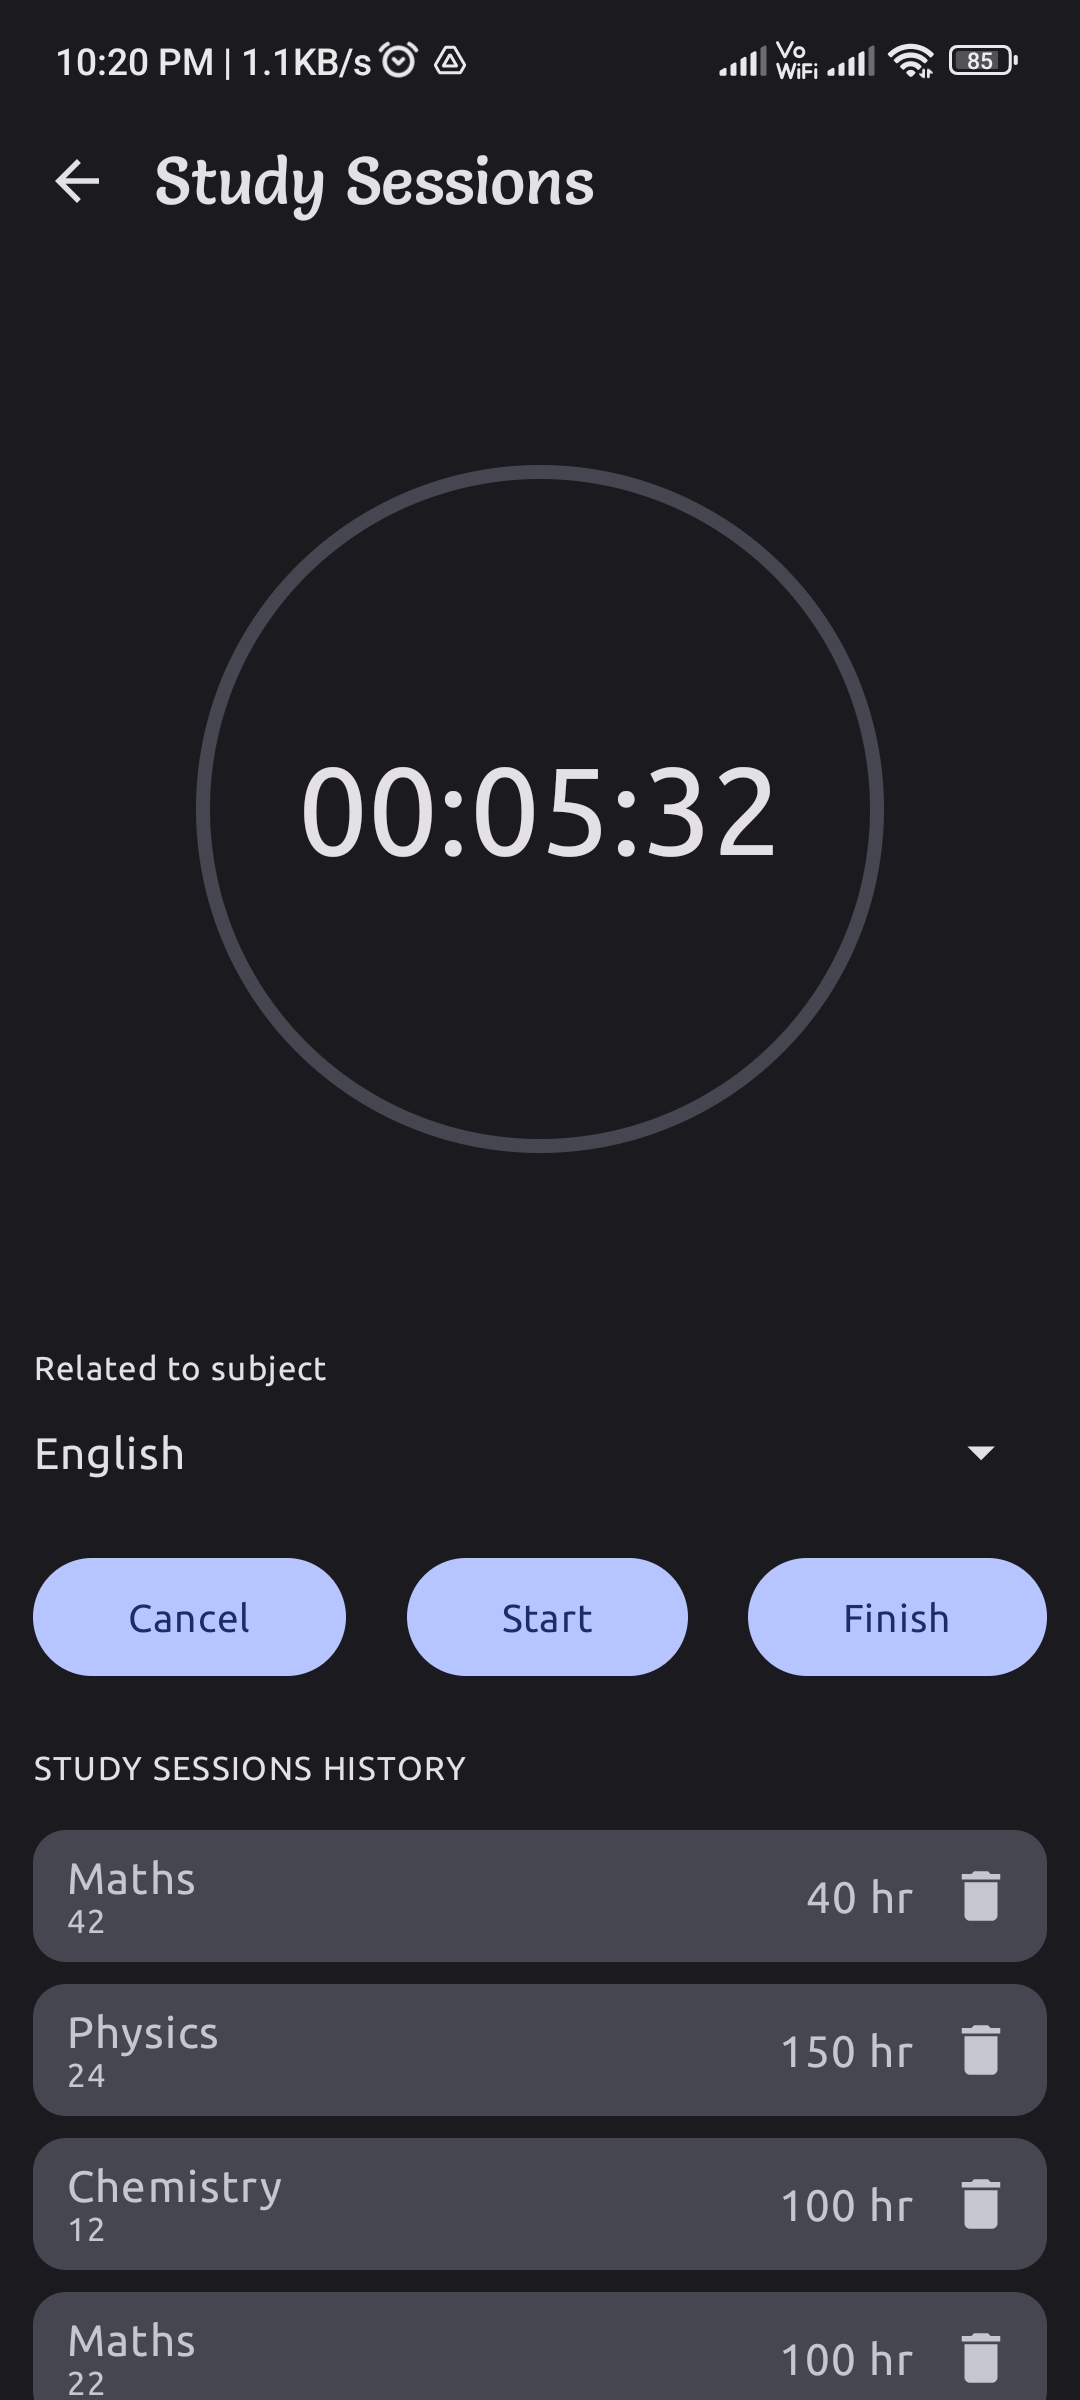 10:20 PM | 1.1KB/s Vo WiFi 85
Study Sessions
00:05:32
Related to subject
English
Cancel Start Finish
STUDY SESSIONS HISTORY
Maths
42
40 hr
Physics
24
150 hr
Chemistry
12
100 hr
Maths
22
100 hr